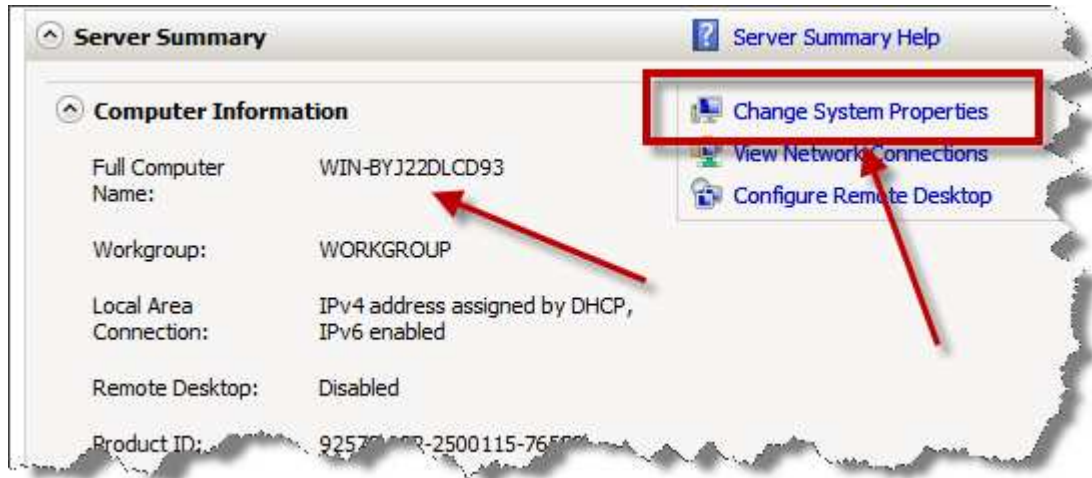 Server Summary
Server Summary Help
Computer Information
Change System Properties
View Network Connections
Configure Remote Desktop
Full Computer
Name:
WIN-BYJ22DLCD93
Workgroup:
WORKGROUP
Local Area
Connection:
IPv4 address assigned by DHCP,
IPv6 enabled
Remote Desktop:
Disabled
Product ID: